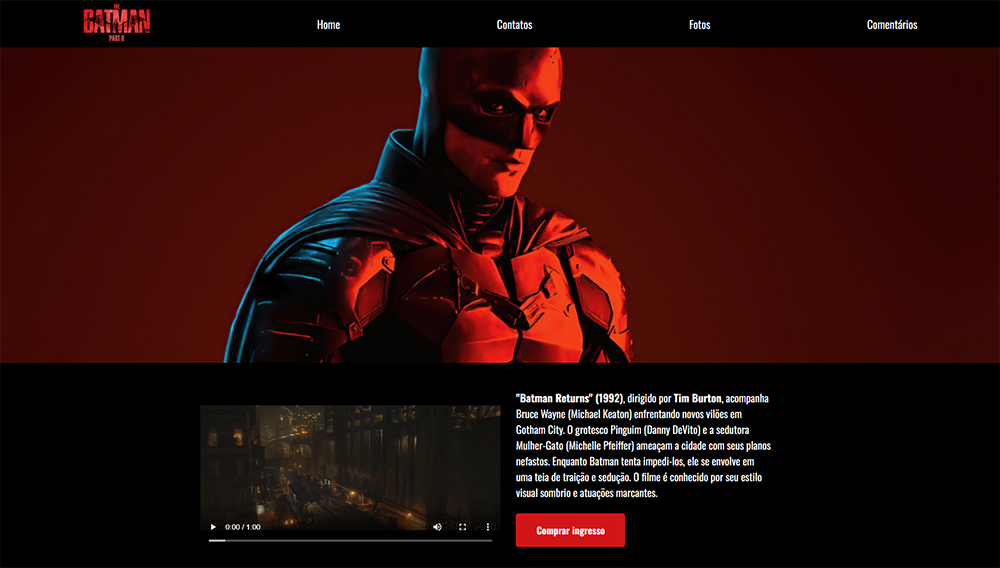 THE
BATMAN
PART II
Home
Contatos
Fotos
Comentários
"Batman Returns" (1992), dirigido por Tim Burton, acompanha
Bruce Wayne (Michael Keaton) enfrentando novos vilões em
Gotham City. O grotesco Pinguim (Danny DeVito) e a sedutora
Mulher-Gato (Michelle Pfeiffer) ameaçam a cidade com seus planos
nefastos. Enquanto Batman tenta impedi-los, ele se envolve em
uma teia de traição e sedução. O filme é conhecido por seu estilo
visual sombrio e atuações marcantes.
0:00 / 1:00
Comprar ingresso